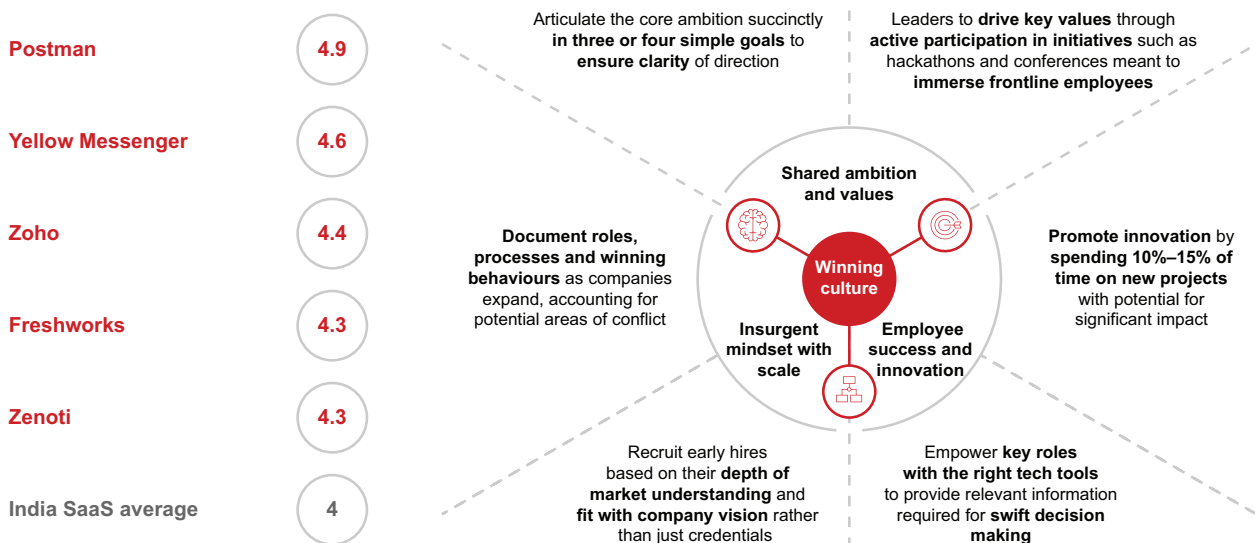 Postman
4.9
Yellow Messenger
4.6
Zoho
4.4
Freshworks
4.3
Zenoti
4.3
India SaaS average
4
Articulate the core ambition succinctly
in three or four simple goals to
ensure clarity of direction
Leaders to drive key values through
active participation in initiatives such as
hackathons and conferences meant to
immerse frontline employees
Document roles,
processes and winning
behaviours as companies
expand, accounting for
potential areas of conflict
Shared ambition
and values
Winning
culture
Insurgent
mindset with
scale
Employee
success and
innovation
Promote innovation by
spending 10%–15% of
time on new projects
with potential for
significant impact
Recruit early hires
based on their depth of
market understanding and
fit with company vision rather
than just credentials
Empower key roles
with the right tech tools
to provide relevant information
required for swift decision
making